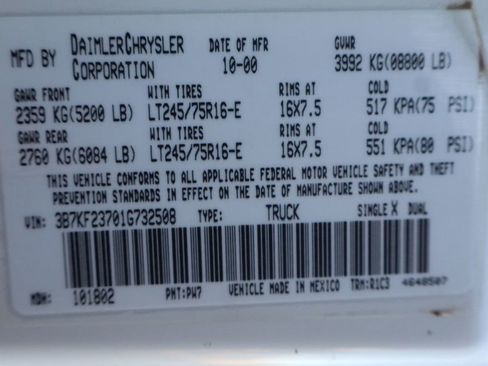 MFD BY DAIMLERCHRYSLER CORPORATION DATE OF MFR 10-00 GVWR 3992 KG(08800 LB)
GAWR FRONT WITH TIRES RIMS AT COLD
2359 KG(5200 LB) LT245/75R16-E 16X7.5 517 KPA(75 PSI)
GAWR REAR WITH TIRES RIMS AT COLD
2760 KG(6084 LB) LT245/75R16-E 16X7.5 551 KPA(80 PSI)
THIS VEHICLE CONFORMS TO ALL APPLICABLE FEDERAL MOTOR VEHICLE SAFETY AND THEFT
PREVENTION STANDARDS IN EFFECT ON THE DATE OF MANUFACTURE SHOWN ABOVE.
VIN: 3B7KF23701G732508 TYPE: TRUCK SINGLE X DUAL
MDH: 101802 PNT:PW7 VEHICLE MADE IN MEXICO TRM:R1C3 4648507